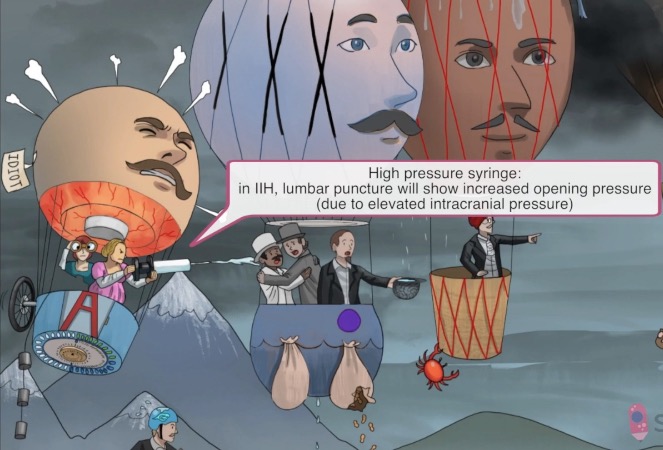 High pressure syringe:
in IIH, lumbar puncture will show increased opening pressure
(due to elevated intracranial pressure)
IDIOT
A
S